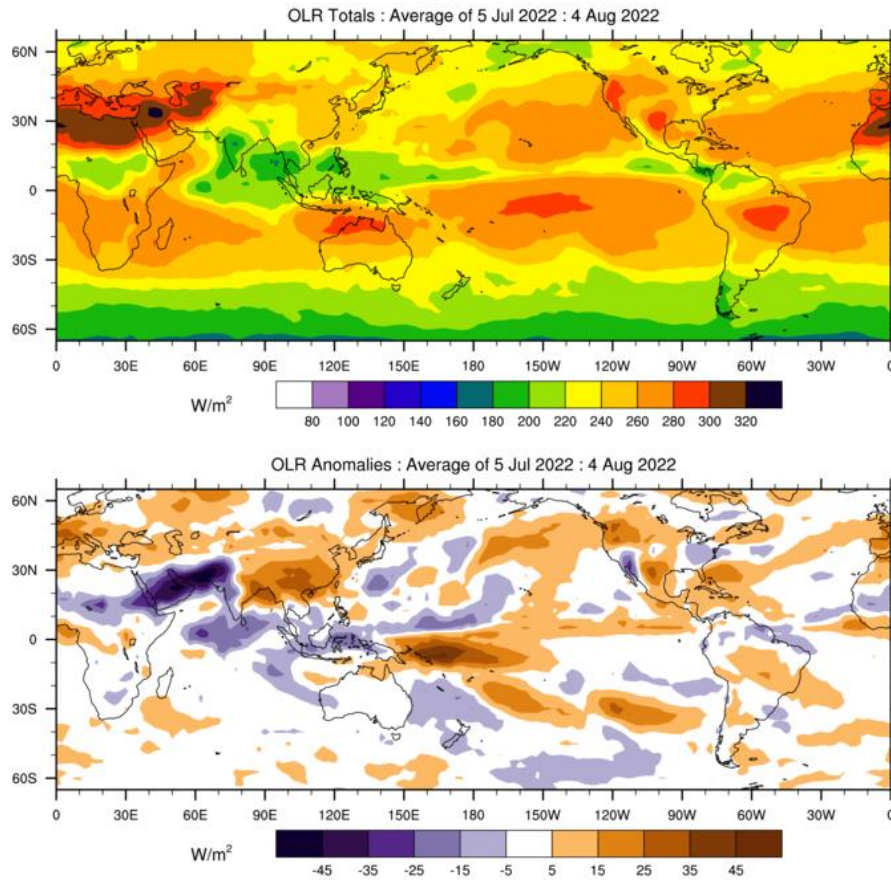 OLR Totals : Average of 5 Jul 2022 : 4 Aug 2022
60N
30N
0
30S
60S
0 30E 60E 90E 120E 150E 180 150W 120W 90W 60W 30W 0
W/m²
80 100 120 140 160 180 200 220 240 260 280 300 320
OLR Anomalies : Average of 5 Jul 2022 : 4 Aug 2022
60N
30N
0
30S
60S
0 30E 60E 90E 120E 150E 180 150W 120W 90W 60W 30W 0
W/m²
-45 -35 -25 -15 -5 5 15 25 35 45